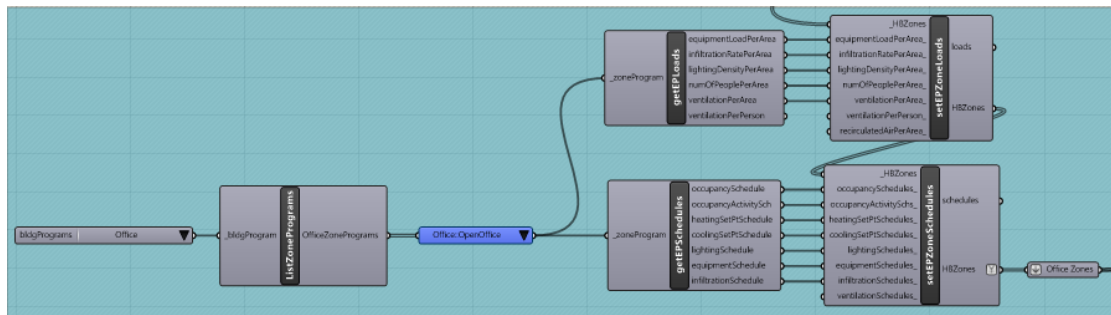 bldgPrograms
Office
_bldgProgram
ListZonePrograms
OfficeZonePrograms
Office::OpenOffice
_zoneProgram
getEPLoads
equipmentLoadPerArea
infiltrationRatePerArea
lightingDensityPerArea
numOfPeoplePerArea
ventilationPerArea
ventilationPerPerson
_HBZones
equipmentLoadPerArea_
infiltrationRatePerArea_
lightingDensityPerArea_
numOfPeoplePerArea_
ventilationPerArea_
ventilationPerPerson_
recirculatedAirPerArea_
setEPZoneLoads
loads
HBZones
_zoneProgram
getEPSchedules
occupancySchedule
occupancyActivitySch
heatingSetPtSchedule
coolingSetPtSchedule
lightingSchedule
equipmentSchedule
infiltrationSchedule
_HBZones
occupancySchedules_
occupancyActivitySchs_
heatingSetPtSchedules_
coolingSetPtSchedules_
lightingSchedules_
equipmentSchedules_
infiltrationSchedules_
ventilationSchedules_
setEPZoneSchedules
schedules
HBZones
Office Zones